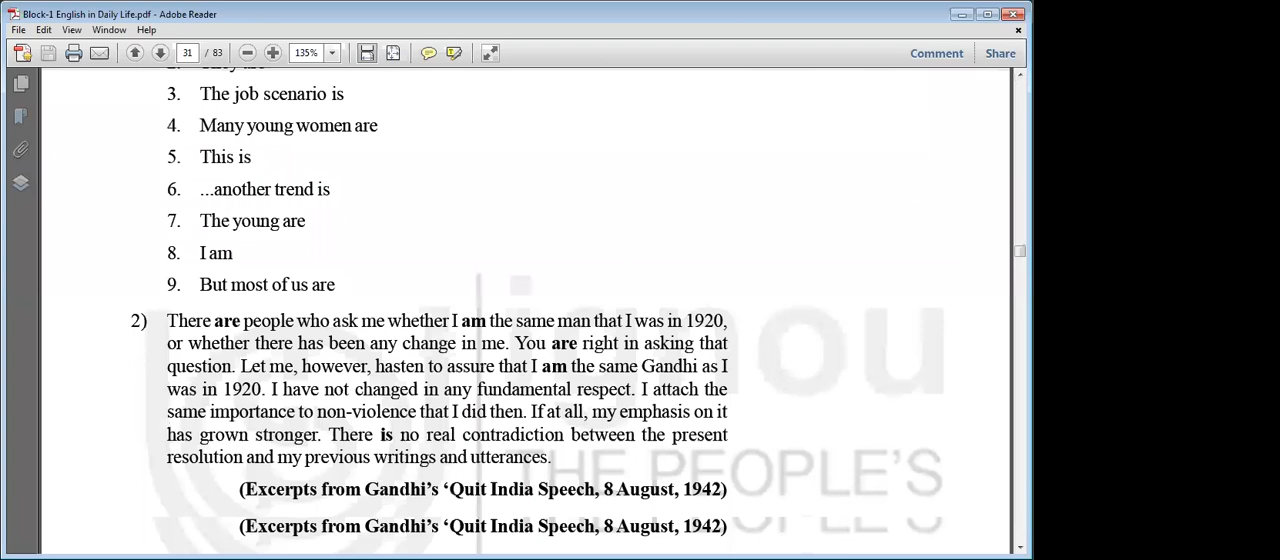 Block-1 English in Daily Life.pdf - Adobe Reader
File Edit View Window Help
31 / 83 135% Comment Share
3. The job scenario is
4. Many young women are
5. This is
6. ...another trend is
7. The young are
8. I am
9. But most of us are
2) There are people who ask me whether I am the same man that I was in 1920,
or whether there has been any change in me. You are right in asking that
question. Let me, however, hasten to assure that I am the same Gandhi as I
was in 1920. I have not changed in any fundamental respect. I attach the
same importance to non-violence that I did then. If at all, my emphasis on it
has grown stronger. There is no real contradiction between the present
resolution and my previous writings and utterances.
(Excerpts from Gandhi's ‘Quit India Speech, 8 August, 1942)
(Excerpts from Gandhi's ‘Quit India Speech, 8 August, 1942)
ignou
THE PEOPLE'S